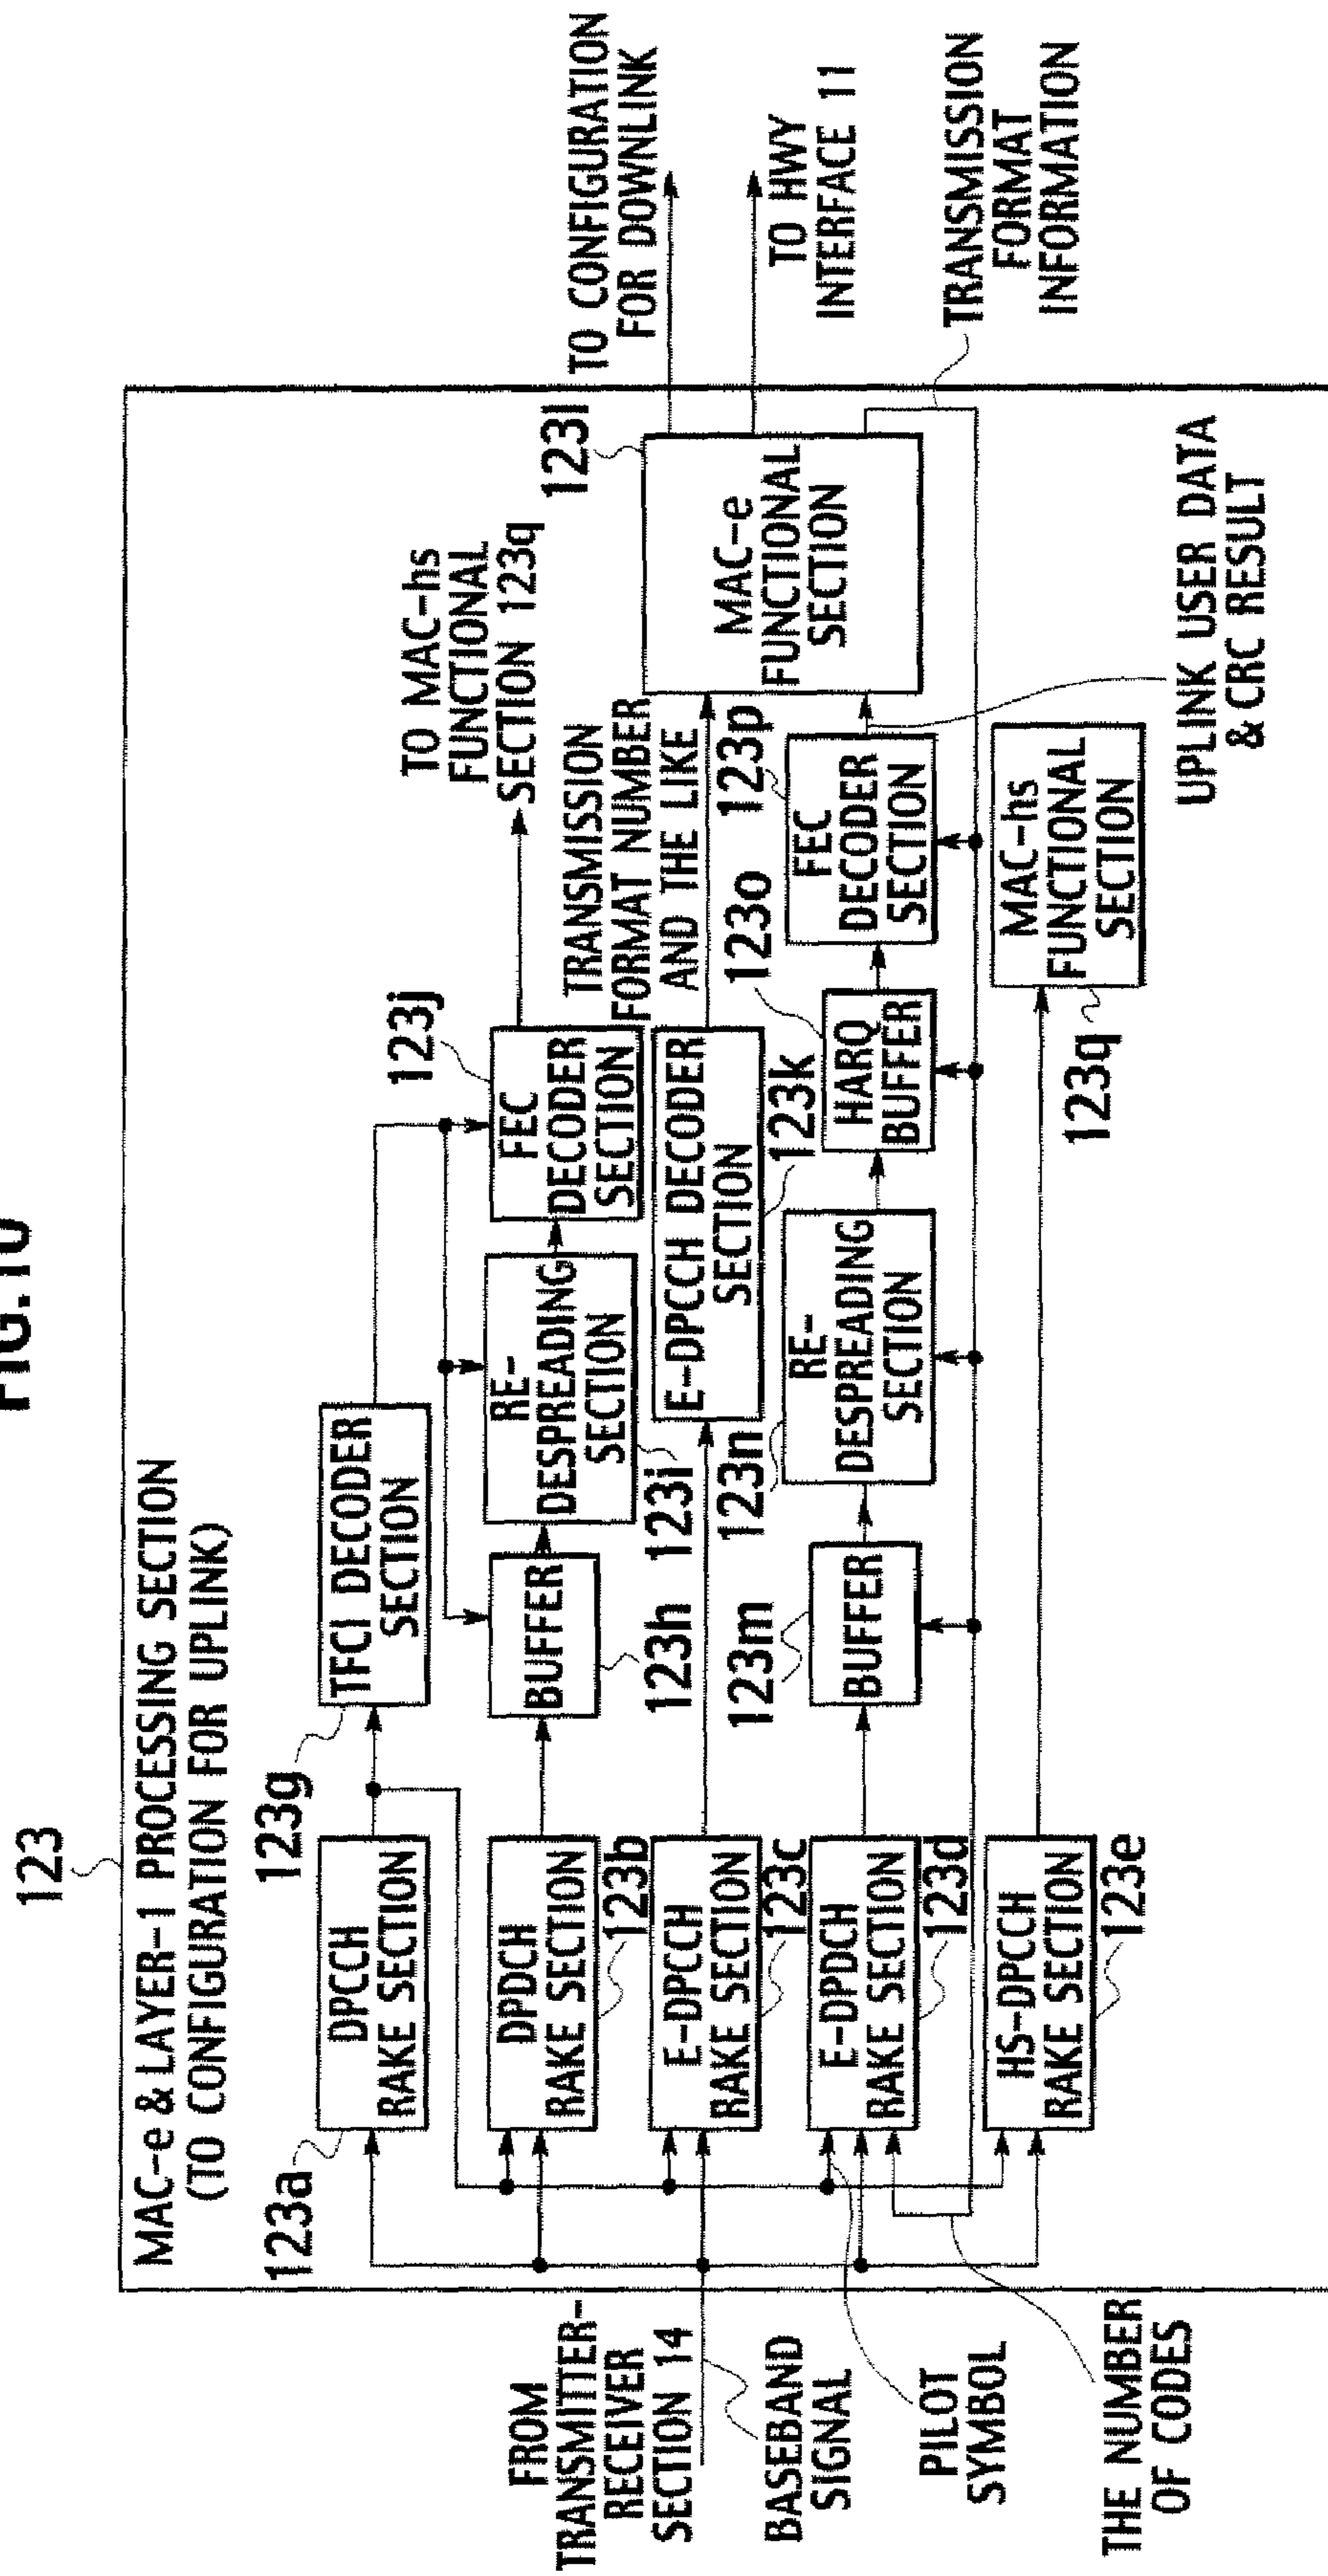 FIG. 10
123
MAC-e & LAYER-1 PROCESSING SECTION
(TO CONFIGURATION FOR UPLINK)
FROM
TRANSMITTER-
RECEIVER
SECTION 14
BASEBAND
SIGNAL
PILOT
SYMBOL
THE NUMBER
OF CODES
123a
DPCCH
RAKE SECTION
DPDCH
RAKE SECTION
123b
E-DPCCH
RAKE SECTION
123c
E-DPDCH
RAKE SECTION
123d
HS-DPCCH
RAKE SECTION
123e
123g
TFCI DECODER
SECTION
BUFFER
123h
RE-
DESPREADING
SECTION
123i
123j
FEC
DECODER
SECTION
TO MAC-hs
FUNCTIONAL
SECTION 123q
E-DPCCH DECODER
SECTION
123k
TRANSMISSION
FORMAT NUMBER
AND THE LIKE
123m
BUFFER
123n
RE-
DESPREADING
SECTION
123o
HARQ
BUFFER
123p
FEC
DECODER
SECTION
123l
MAC-e
FUNCTIONAL
SECTION
123q
MAC-hs
FUNCTIONAL
SECTION
UPLINK USER DATA
& CRC RESULT
TO CONFIGURATION
FOR DOWNLINK
TO HWY
INTERFACE 11
TRANSMISSION
FORMAT
INFORMATION